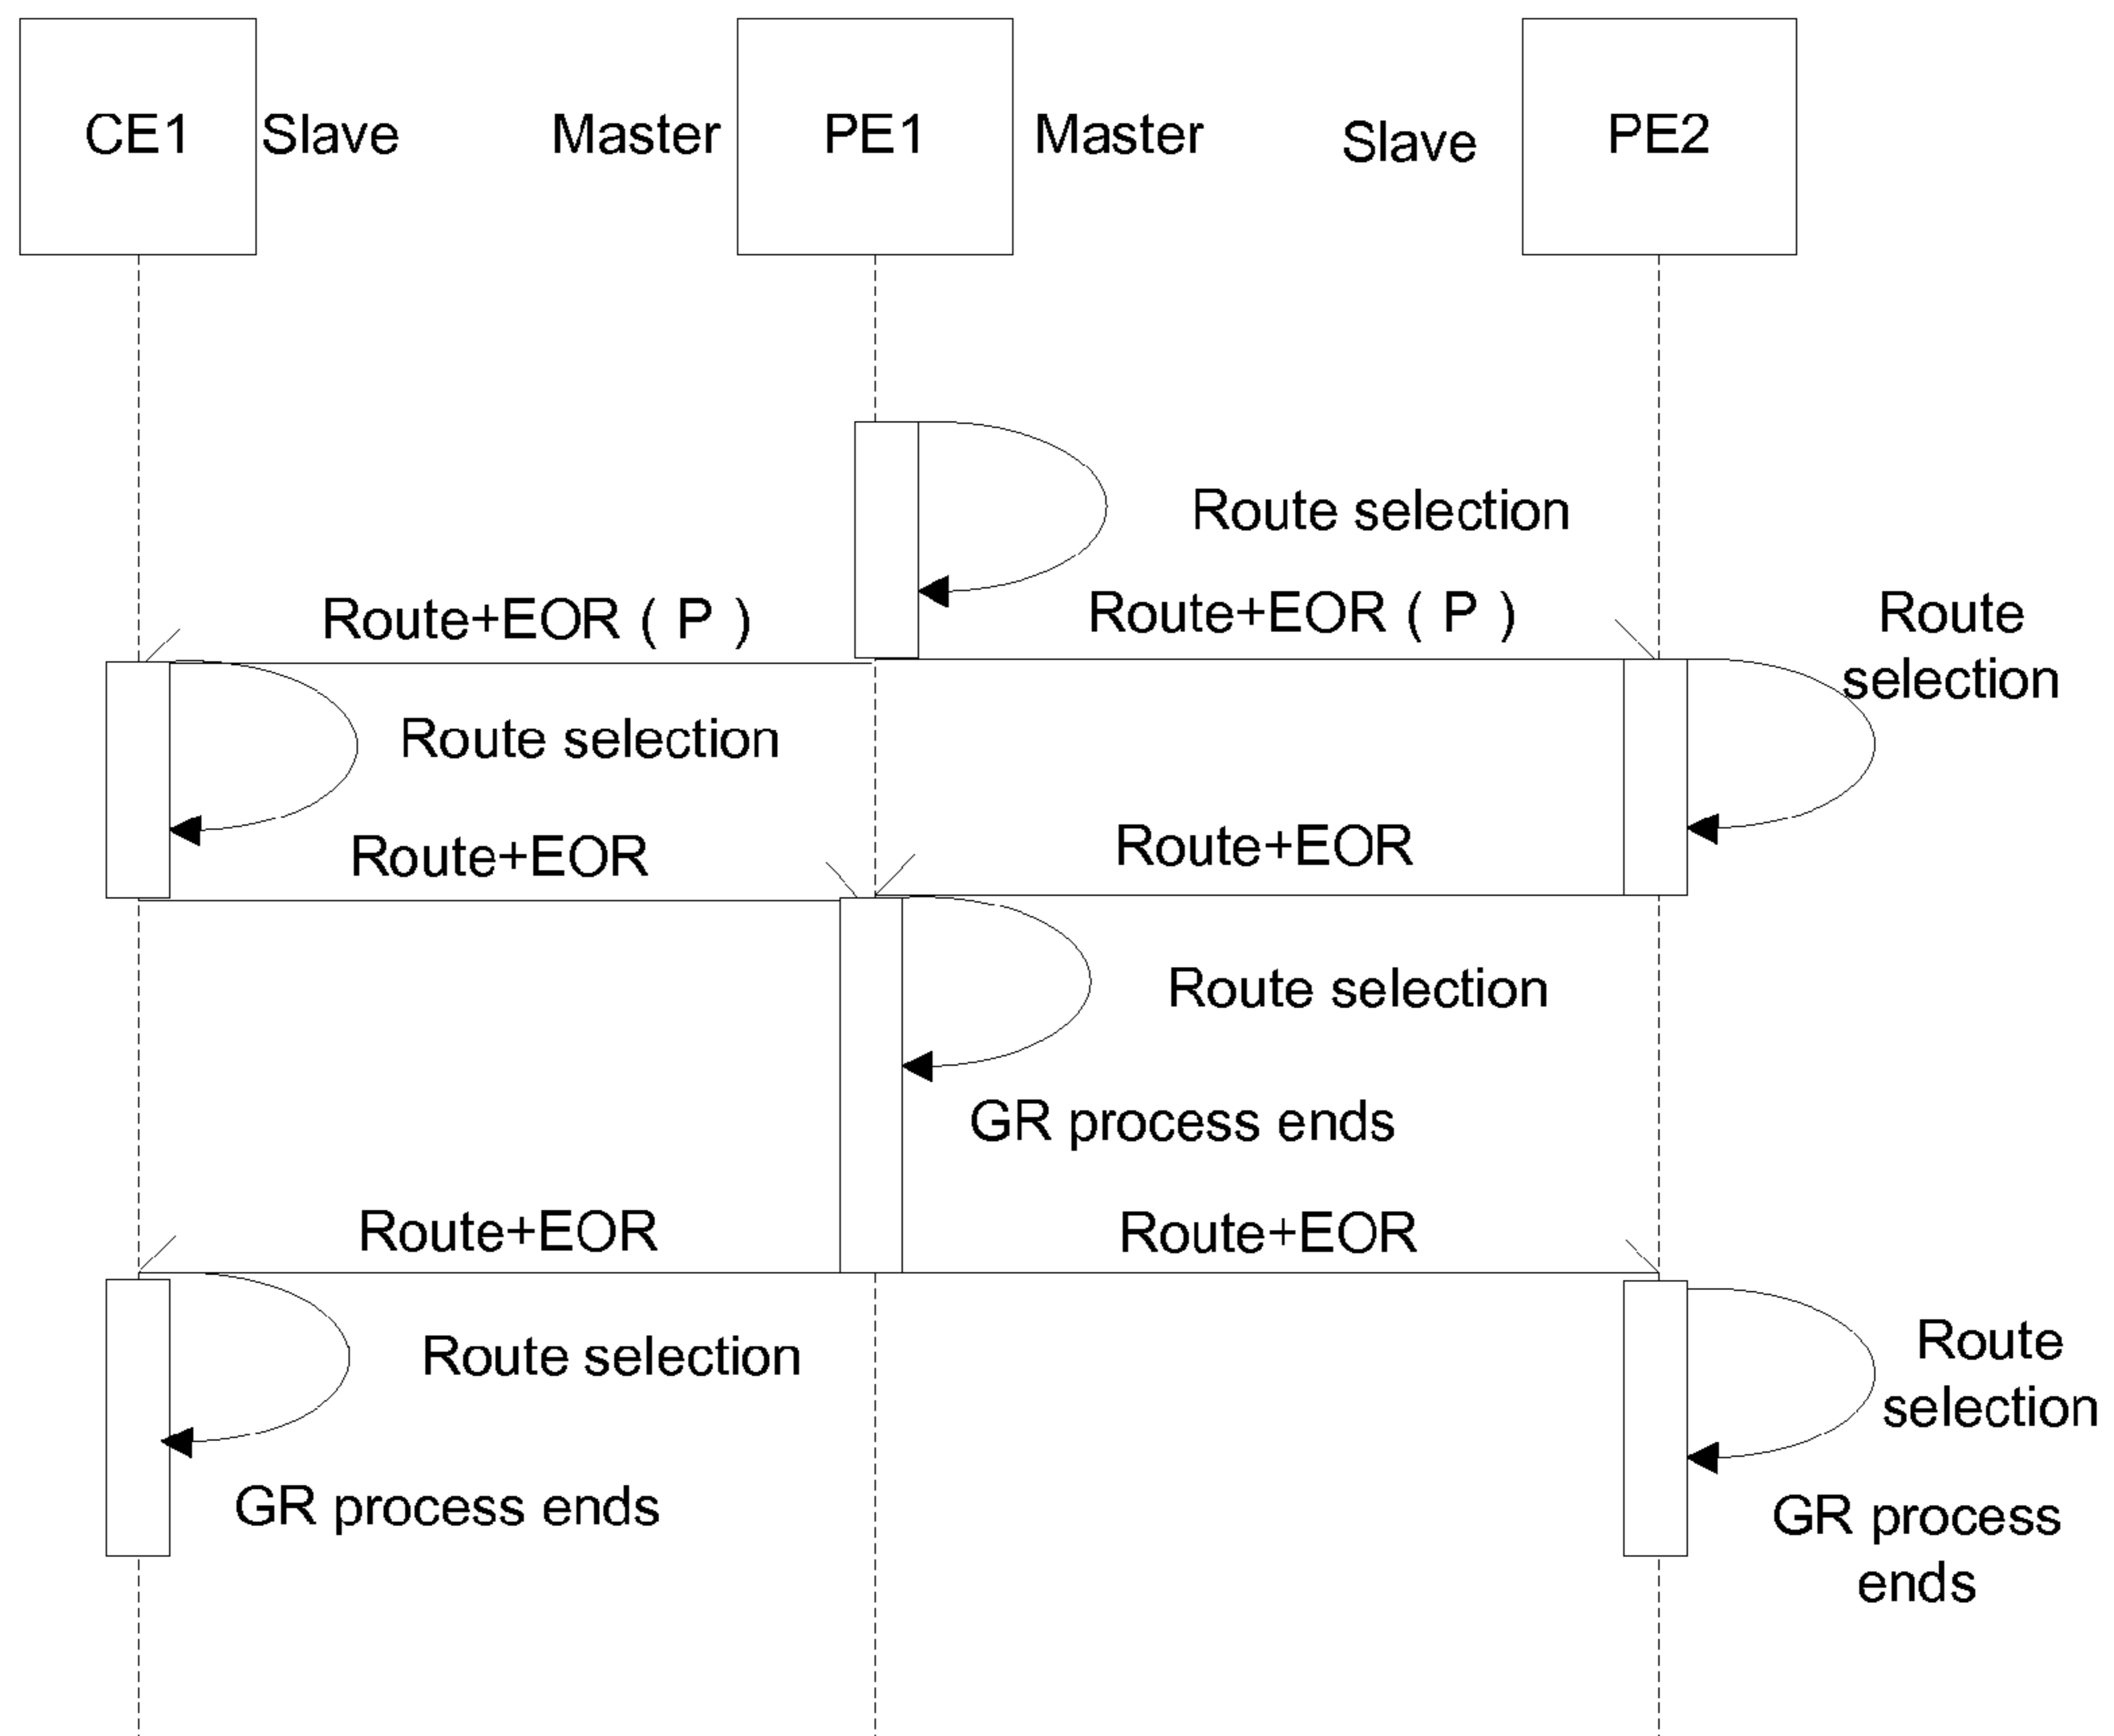 CE1
Slave
Master
PE1
Master
Slave
PE2
Route selection
Route+EOR ( P )
Route+EOR ( P )
Route
selection
Route selection
Route+EOR
Route+EOR
Route selection
GR process ends
Route+EOR
Route+EOR
Route selection
Route
selection
GR process ends
GR process
ends